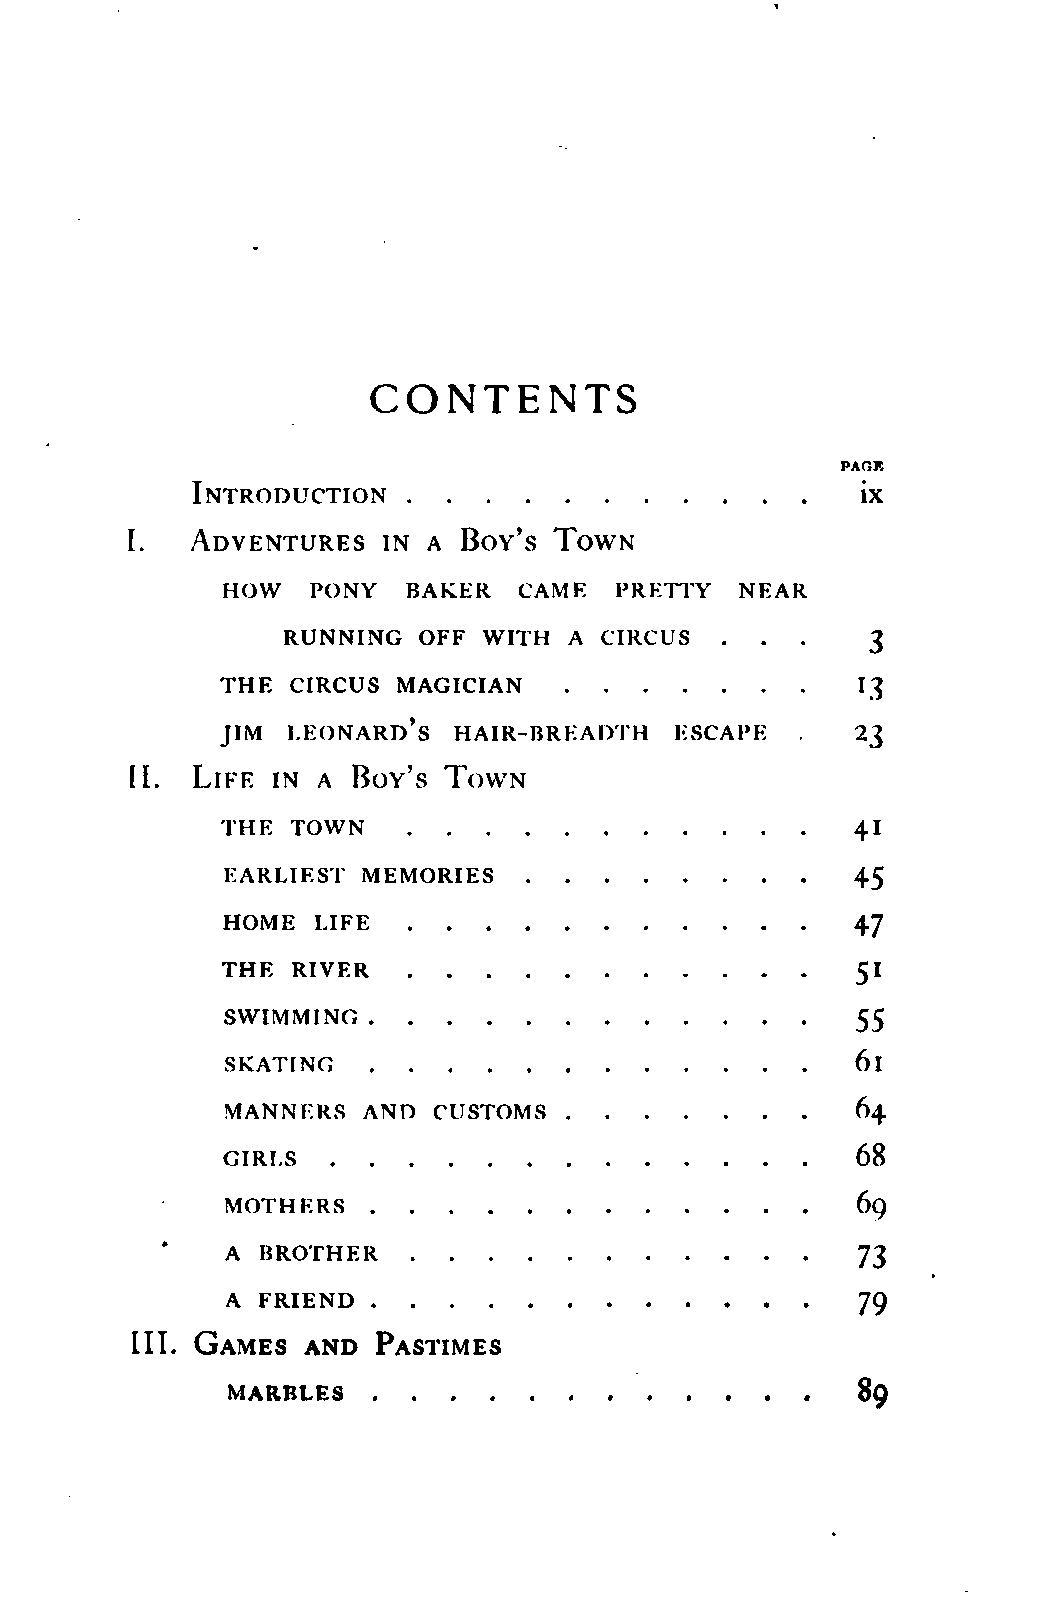 CONTENTS
PAGE
INTRODUCTION . . . . . . . . . . . ix
I. ADVENTURES IN A BOY'S TOWN
HOW PONY BAKER CAME PRETTY NEAR
RUNNING OFF WITH A CIRCUS . . . 3
THE CIRCUS MAGICIAN . . . . . . . 13
JIM LEONARD'S HAIR-BREADTH ESCAPE . 23
II. LIFE IN A BOY'S TOWN
THE TOWN . . . . . . . . . . . 41
EARLIEST MEMORIES . . . . . . . . 45
HOME LIFE . . . . . . . . . . . 47
THE RIVER . . . . . . . . . . . 51
SWIMMING . . . . . . . . . . . . 55
SKATING . . . . . . . . . . . . 61
MANNERS AND CUSTOMS . . . . . . . 64
GIRLS . . . . . . . . . . . . . 68
MOTHERS . . . . . . . . . . . . 69
A BROTHER . . . . . . . . . . . 73
A FRIEND . . . . . . . . . . . . 79
III. GAMES AND PASTIMES
MARBLES . . . . . . . . . . . . 89